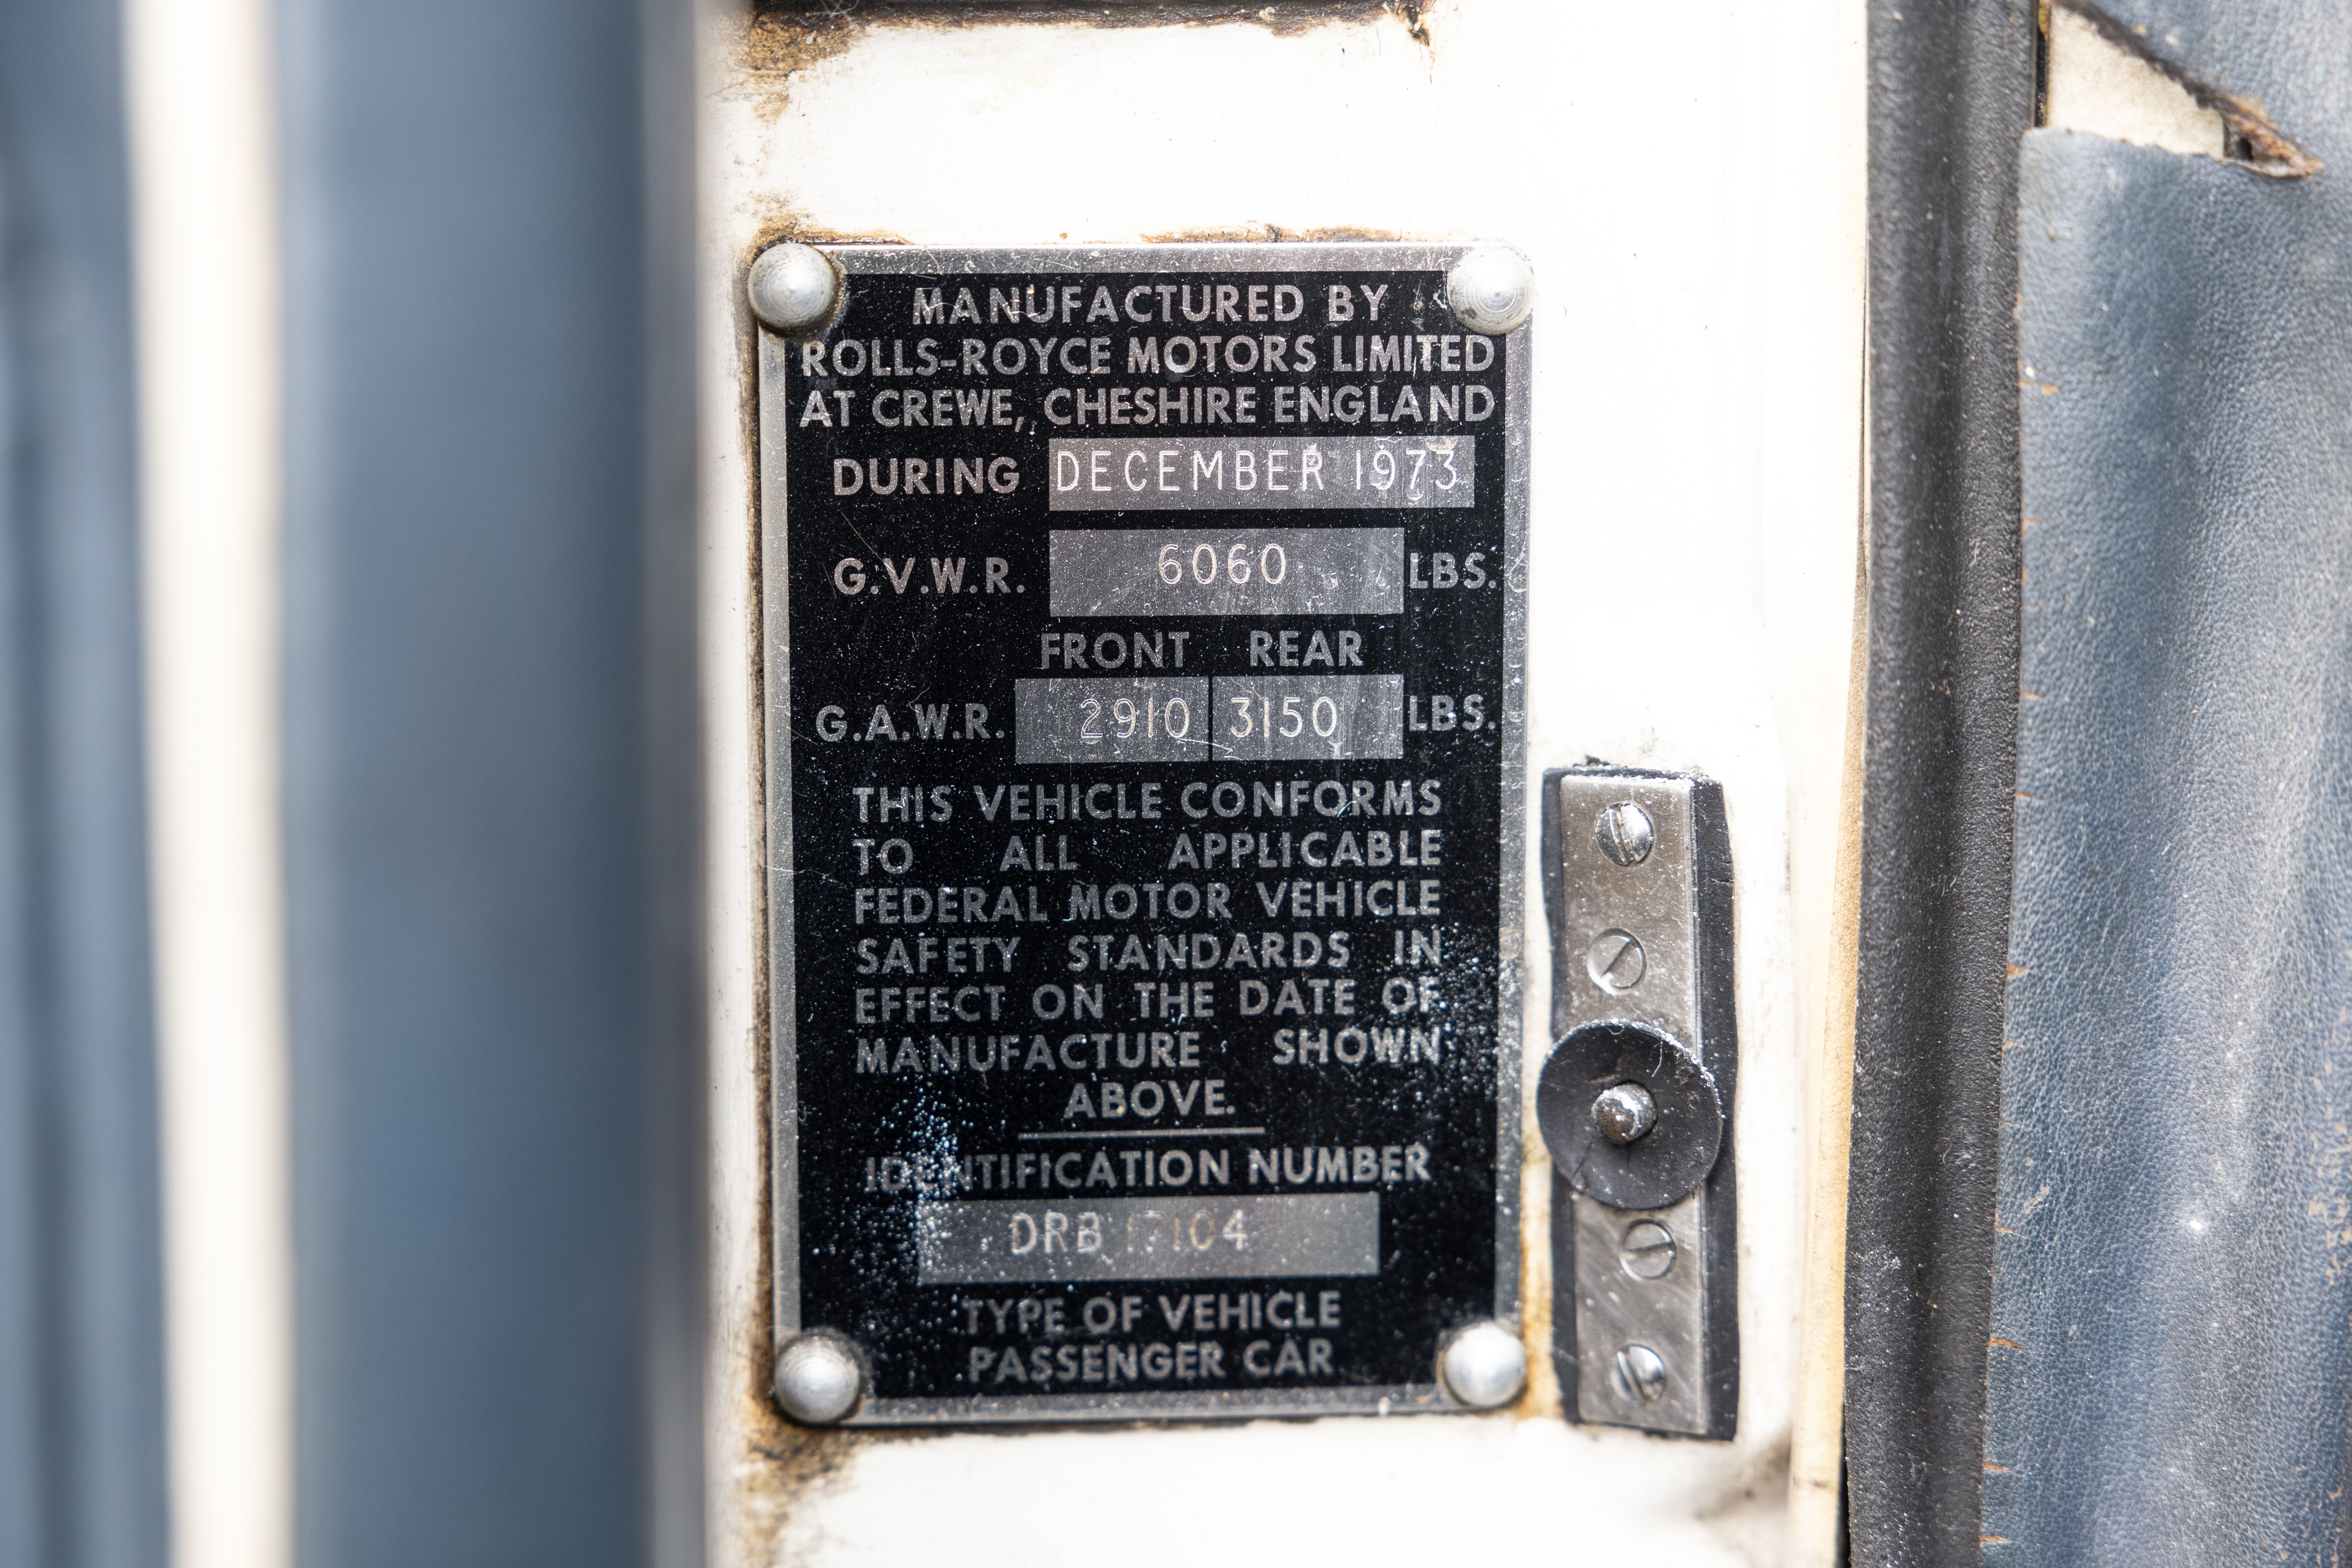 MANUFACTURED BY
ROLLS-ROYCE MOTORS LIMITED
AT CREWE, CHESHIRE ENGLAND
DURING DECEMBER 1973
G.V.W.R. 6060 LBS.
FRONT REAR
G.A.W.R. 2910 3150 LBS.
THIS VEHICLE CONFORMS
TO ALL APPLICABLE
FEDERAL MOTOR VEHICLE
SAFETY STANDARDS IN
EFFECT ON THE DATE OF
MANUFACTURE SHOWN
ABOVE.
IDENTIFICATION NUMBER
DRB 17104
TYPE OF VEHICLE
PASSENGER CAR